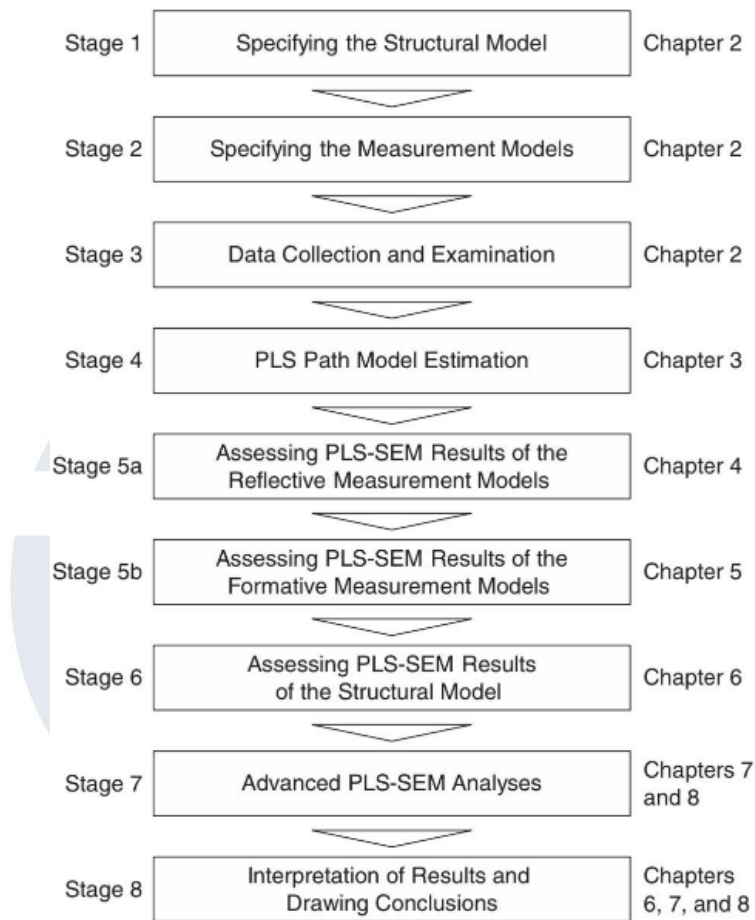 Stage 1 Specifying the Structural Model Chapter 2
Stage 2 Specifying the Measurement Models Chapter 2
Stage 3 Data Collection and Examination Chapter 2
Stage 4 PLS Path Model Estimation Chapter 3
Stage 5a Assessing PLS-SEM Results of the
Reflective Measurement Models Chapter 4
Stage 5b Assessing PLS-SEM Results of the
Formative Measurement Models Chapter 5
Stage 6 Assessing PLS-SEM Results
of the Structural Model Chapter 6
Stage 7 Advanced PLS-SEM Analyses Chapters 7
and 8
Stage 8 Interpretation of Results and
Drawing Conclusions Chapters
6, 7, and 8